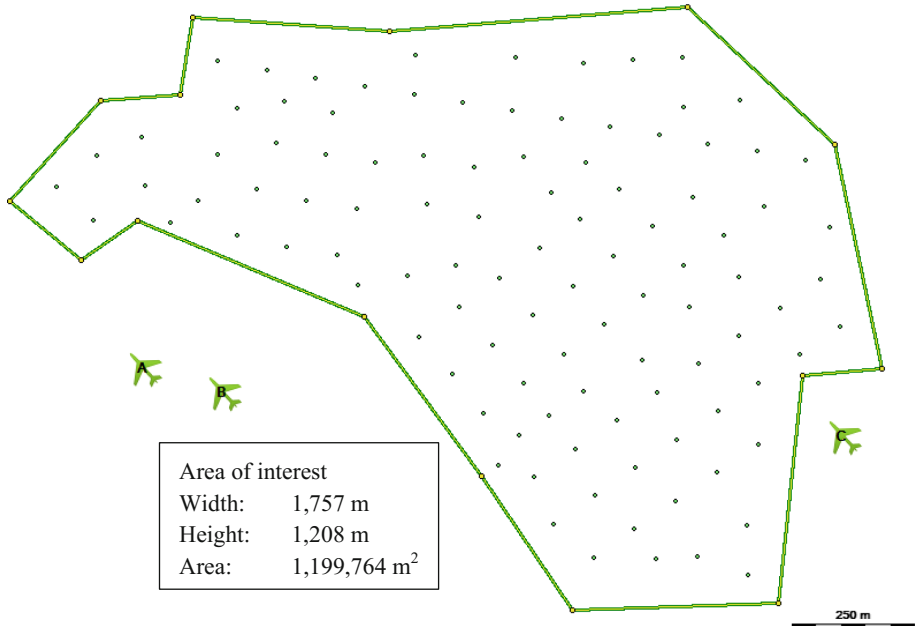 A
B
C
Area of interest
Width: 1,757 m
Height: 1,208 m
Area: 1,199,764 m²
250 m